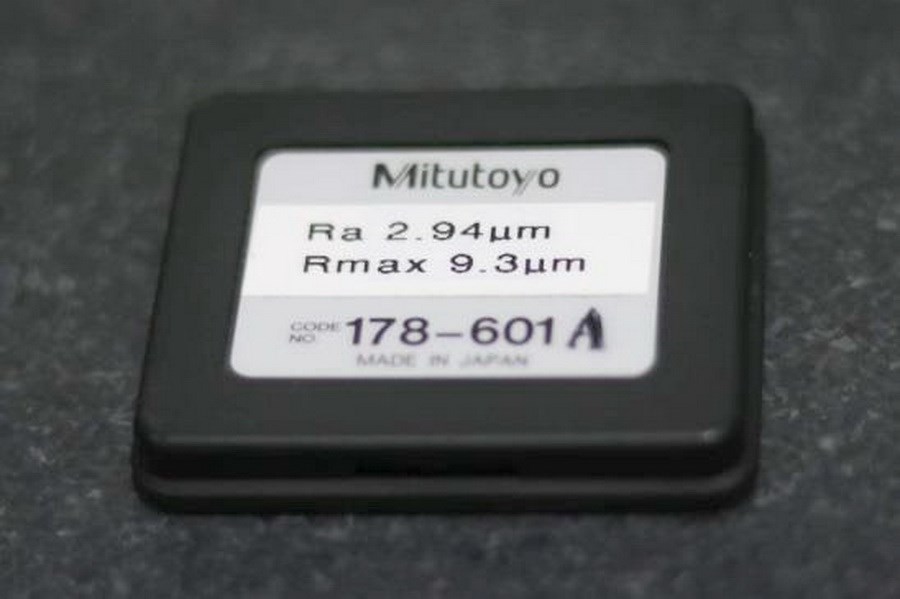 Mitutoyo
Ra 2.94µm
Rmax 9.3µm
CODE NO. 178-601 A
MADE IN JAPAN